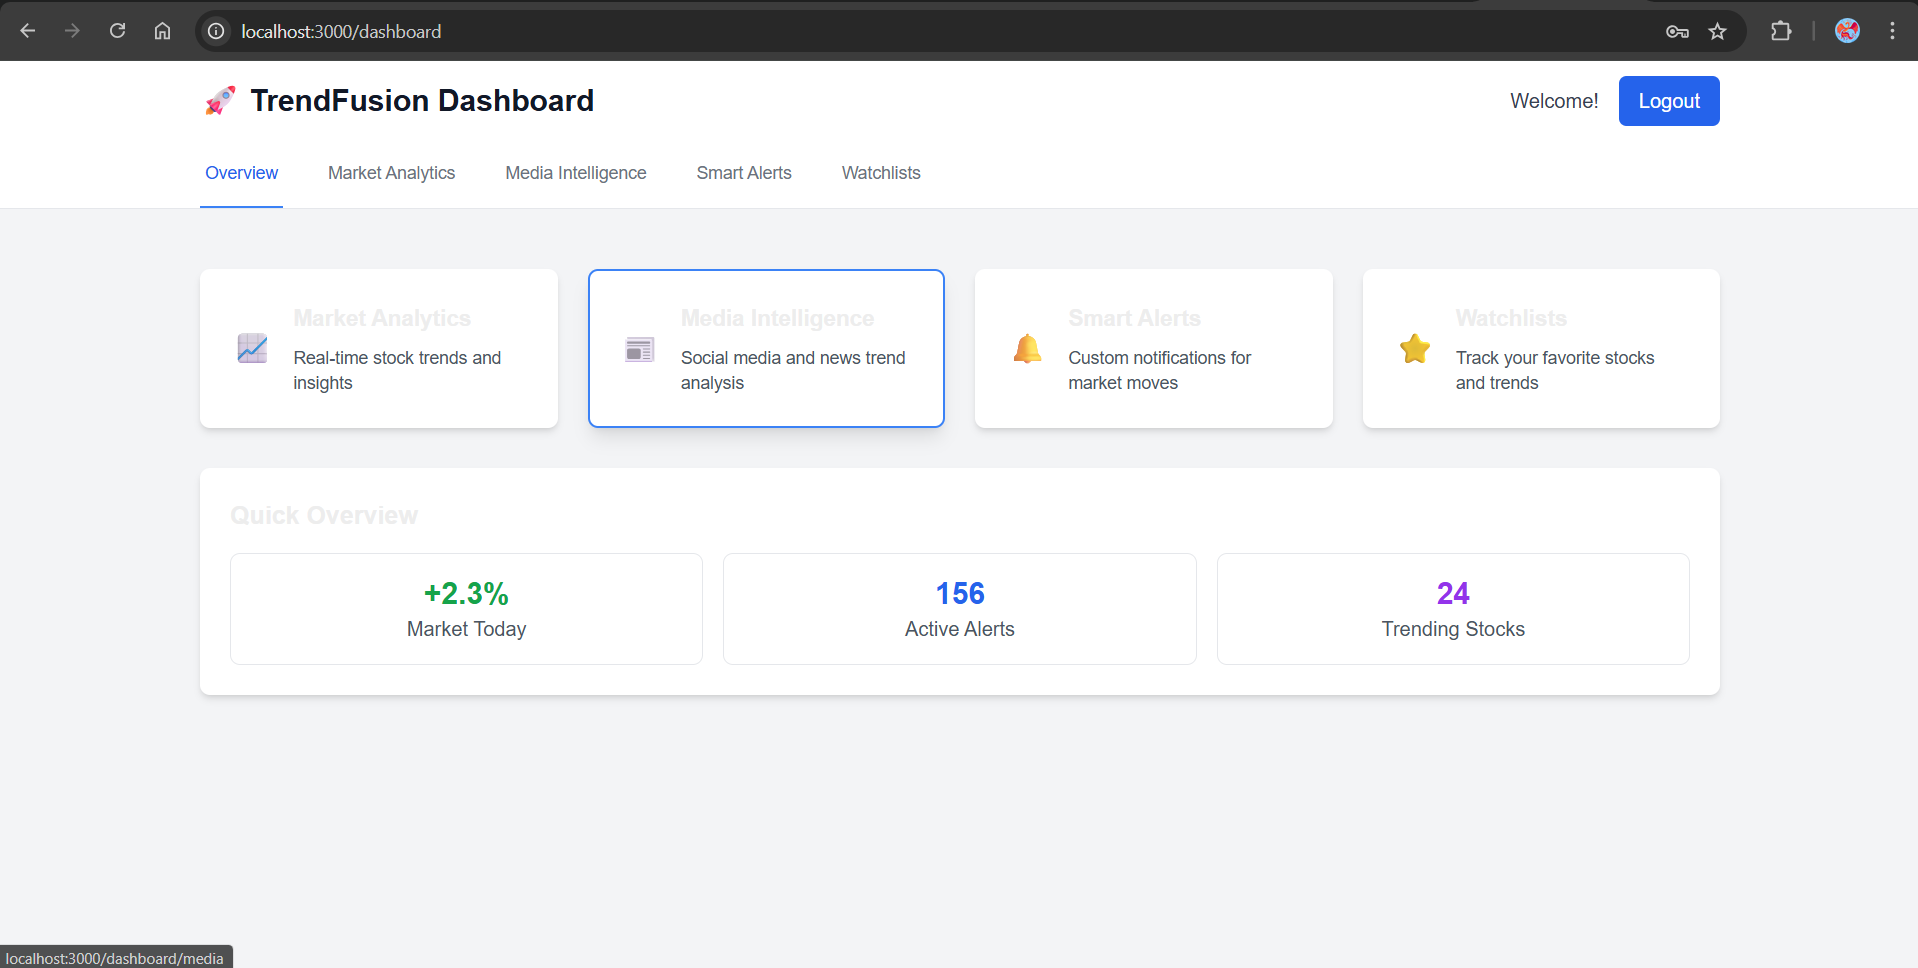 localhost:3000/dashboard
TrendFusion Dashboard
Welcome!
Logout
Overview
Market Analytics
Media Intelligence
Smart Alerts
Watchlists
Market Analytics
Real-time stock trends and
insights
Media Intelligence
Social media and news trend
analysis
Smart Alerts
Custom notifications for
market moves
Watchlists
Track your favorite stocks
and trends
Quick Overview
+2.3%
Market Today
156
Active Alerts
24
Trending Stocks
localhost:3000/dashboard/media